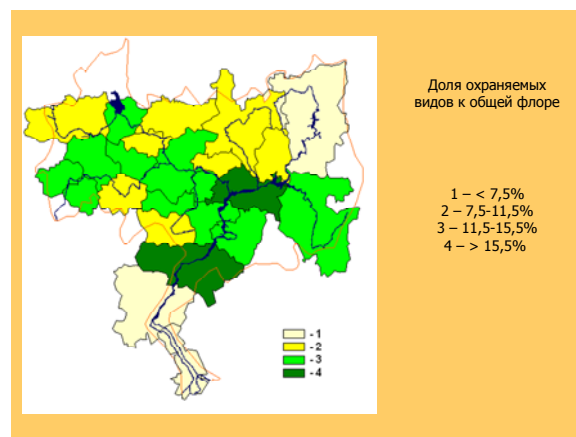 Доля охраняемых
видов к общей флоре
1 – < 7,5%
2 – 7,5-11,5%
3 – 11,5-15,5%
4 – > 15,5%
- 1
- 2
- 3
- 4